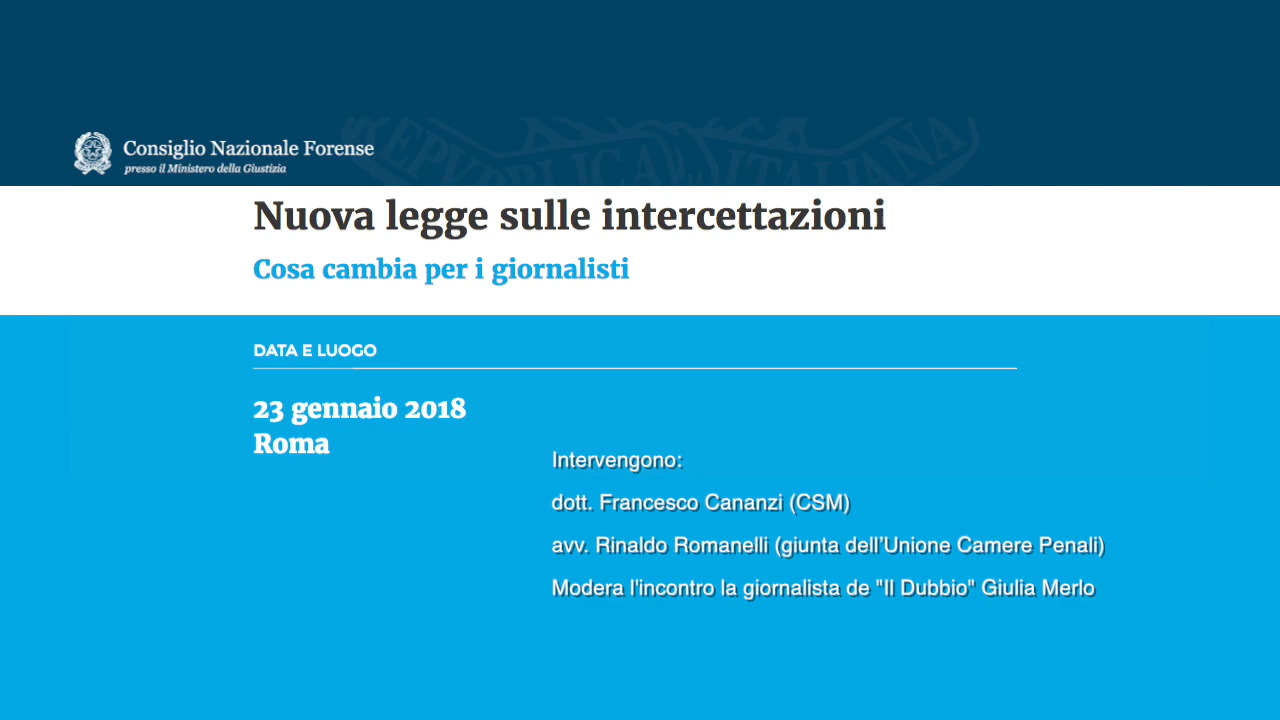 Consiglio Nazionale Forense
presso il Ministero della Giustizia
REPVBBLICA ITALIANA
Nuova legge sulle intercettazioni
Cosa cambia per i giornalisti
DATA E LUOGO
23 gennaio 2018
Roma
Intervengono:
dott. Francesco Cananzi (CSM)
avv. Rinaldo Romanelli (giunta dell’Unione Camere Penali)
Modera l'incontro la giornalista de "Il Dubbio" Giulia Merlo